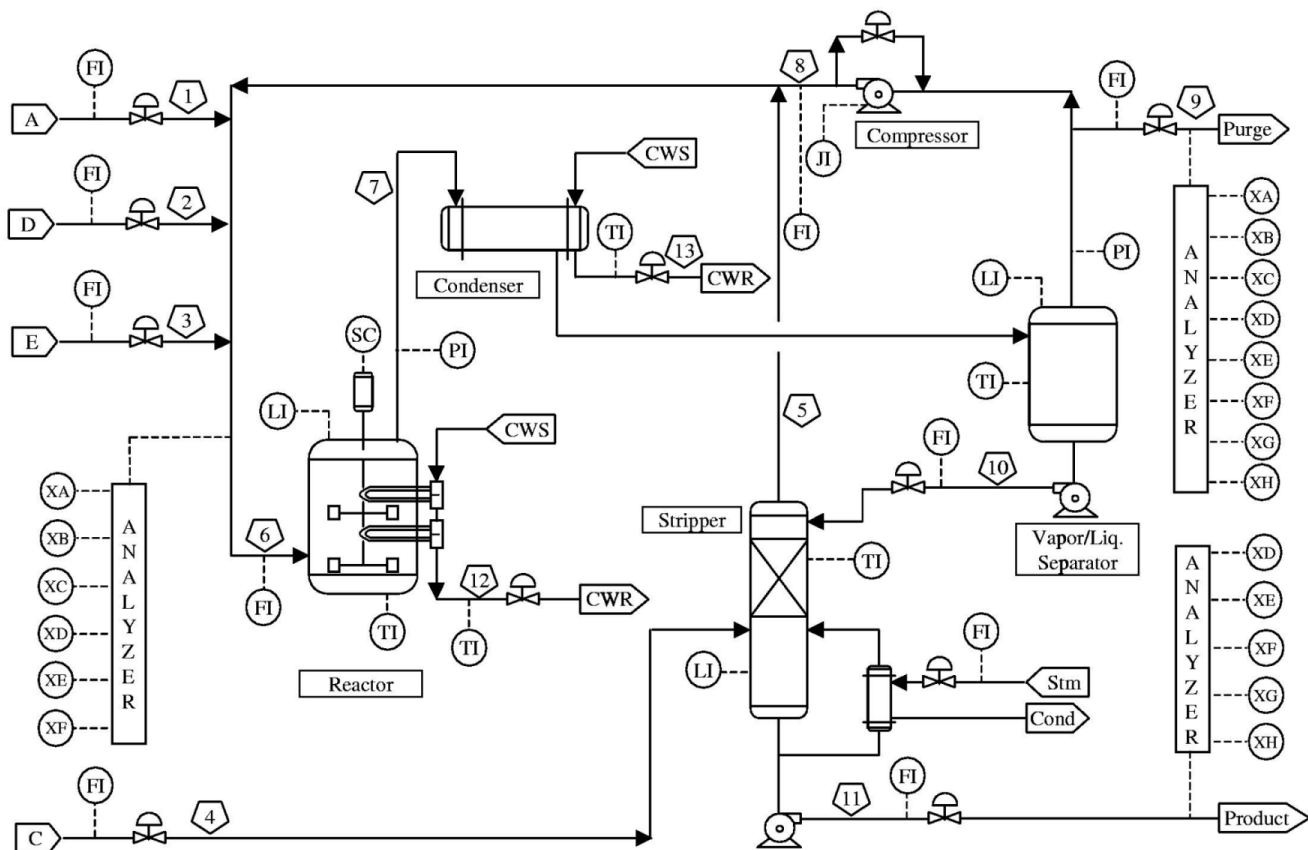 8
FI
1
FI
9
A
Purge
Compressor
CWS
JI
7
FI
2
XA
D
FI
TI
13
XB
A
N
A
L
Y
Z
E
R
PI
XC
Condenser
CWR
LI
FI
3
XD
E
SC
PI
XE
TI
XF
5
LI
CWS
FI
XG
10
XH
XA
A
N
A
L
Y
Z
E
R
Stripper
XB
6
Vapor/Liq.
Separator
TI
XD
A
N
A
L
Y
Z
E
R
XC
FI
12
CWR
XE
XD
TI
TI
FI
XF
XE
Reactor
LI
Stm
XG
XF
Cond
XH
FI
4
11
FI
C
Product